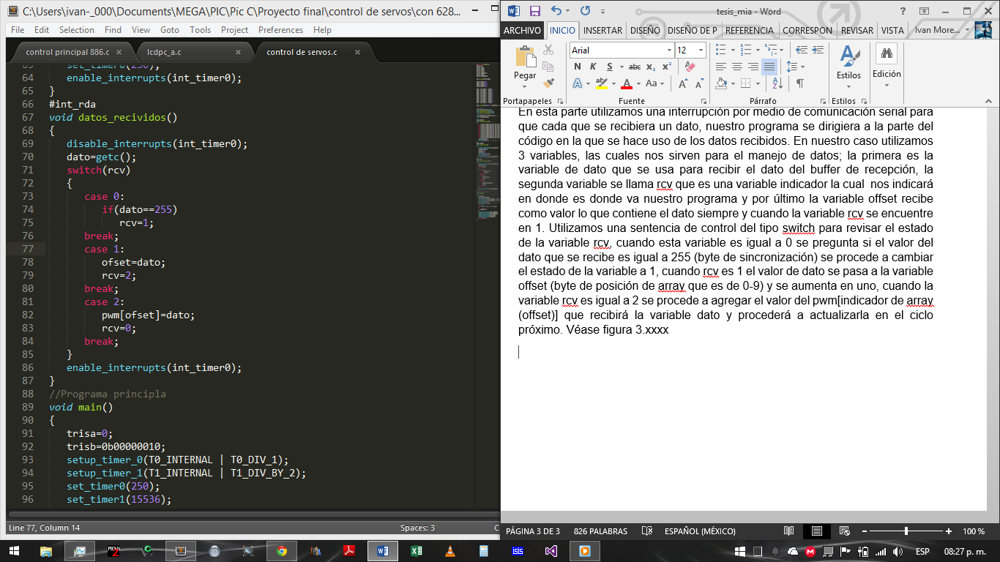 C:\Users\ivan-_000\Documents\MEGA\PIC\Pic C\Proyecto final\control de servos\con 628...
File Edit Selection Find View Goto Tools Project Preferences Help
control principal 886.c × lcdpc_a.c × control de servos.c ×
63 set_timer0(250);
64 enable_interrupts(int_timer0);
65 }
66 #int_rda
67 void datos_recividos()
68 {
69 disable_interrupts(int_timer0);
70 dato=getc();
71 switch(rcv)
72 {
73 case 0:
74 if(dato==255)
75 rcv=1;
76 break;
77 case 1:
78 ofset=dato;
79 rcv=2;
80 break;
81 case 2:
82 pwm[ofset]=dato;
83 rcv=0;
84 break;
85 }
86 enable_interrupts(int_timer0);
87 }
88 //Programa principla
89 void main()
90 {
91 trisa=0;
92 trisb=0b00000010;
93 setup_timer_0(T0_INTERNAL | T0_DIV_1);
94 setup_timer_1(T1_INTERNAL | T1_DIV_BY_2);
95 set_timer0(250);
96 set_timer1(15536);
Line 77, Column 14 Spaces: 3 C
tesis_mia - Word
ARCHIVO INICIO INSERTAR DISEÑO DISEÑO DE P REFERENCIA CORRESPON REVISAR VISTA Ivan More...
Pegar
Arial 12
N K S abc x₂ x²
A ab A Aa A A
Estilos
Edición
Portapapeles Fuente Párrafo Estilos
En esta parte utilizamos una interrupción por medio de comunicación serial para
que cada que se recibiera un dato, nuestro programa se dirigiera a la parte del
código en la que se hace uso de los datos recibidos. En nuestro caso utilizamos
3 variables, las cuales nos sirven para el manejo de datos; la primera es la
variable de dato que se usa para recibir el dato del buffer de recepción, la
segunda variable se llama rcv que es una variable indicador la cual nos indicará
en donde es donde va nuestro programa y por último la variable offset recibe
como valor lo que contiene el dato siempre y cuando la variable rcv se encuentre
en 1. Utilizamos una sentencia de control del tipo switch para revisar el estado
de la variable rcv, cuando esta variable es igual a 0 se pregunta si el valor del
dato que se recibe es igual a 255 (byte de sincronización) se procede a cambiar
el estado de la variable a 1, cuando rcv es 1 el valor de dato se pasa a la variable
offset (byte de posición de array que es de 0-9) y se aumenta en uno, cuando la
variable rcv es igual a 2 se procede a agregar el valor del pwm[indicador de array
(offset)] que recibirá la variable dato y procederá a actualizarla en el ciclo
próximo. Véase figura 3.xxxx
PÁGINA 3 DE 3 826 PALABRAS ESPAÑOL (MÉXICO) 100 %
isis
ESP 08:27 p. m.